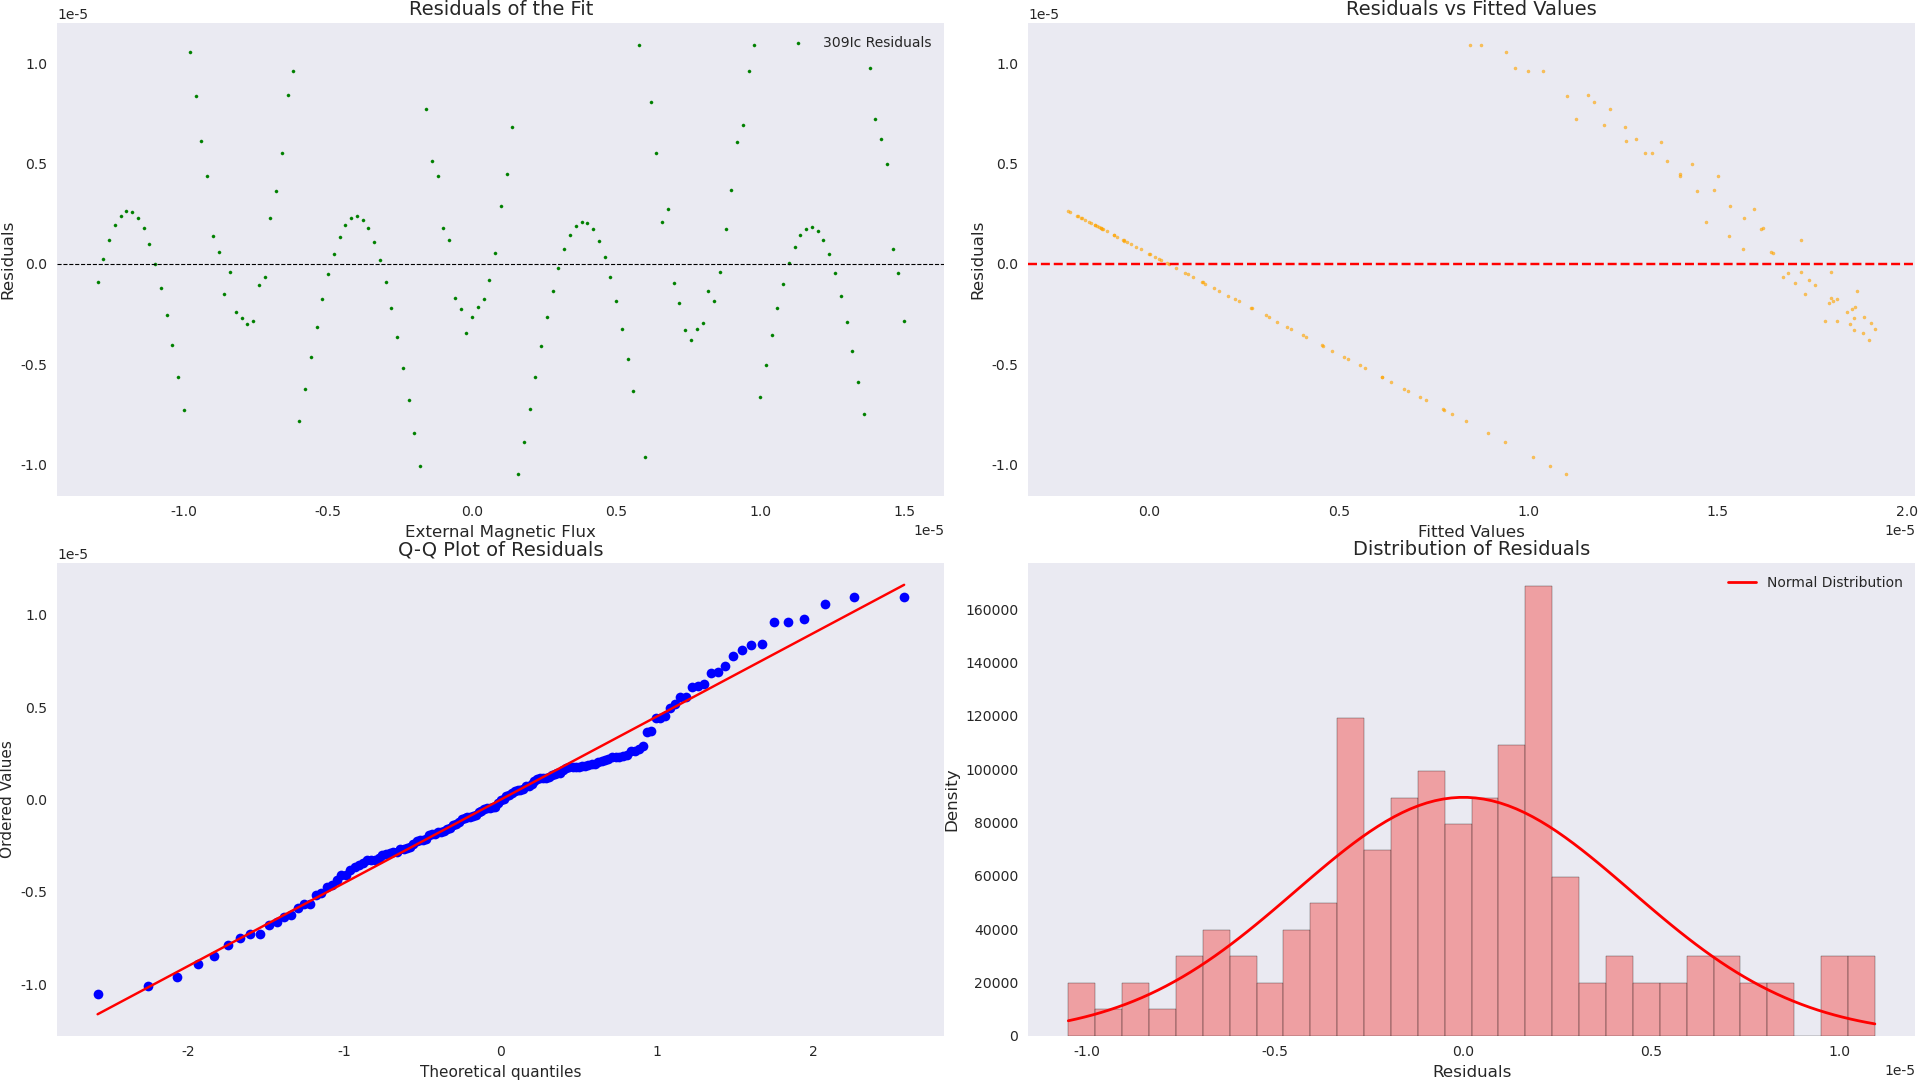 Residuals of the Fit
1e-5
309Ic Residuals
1.0
0.5
0.0
-0.5
-1.0
Residuals
-1.0 -0.5 0.0 0.5 1.0 1.5
1e-5
External Magnetic Flux
Residuals vs Fitted Values
1e-5
1.0
0.5
0.0
-0.5
-1.0
Residuals
0.0 0.5 1.0 1.5 2.0
1e-5
Fitted Values
Q-Q Plot of Residuals
1e-5
1.0
0.5
0.0
-0.5
-1.0
Ordered Values
-2 -1 0 1 2
Theoretical quantiles
Distribution of Residuals
Normal Distribution
160000
140000
120000
100000
80000
60000
40000
20000
0
Density
-1.0 -0.5 0.0 0.5 1.0
1e-5
Residuals